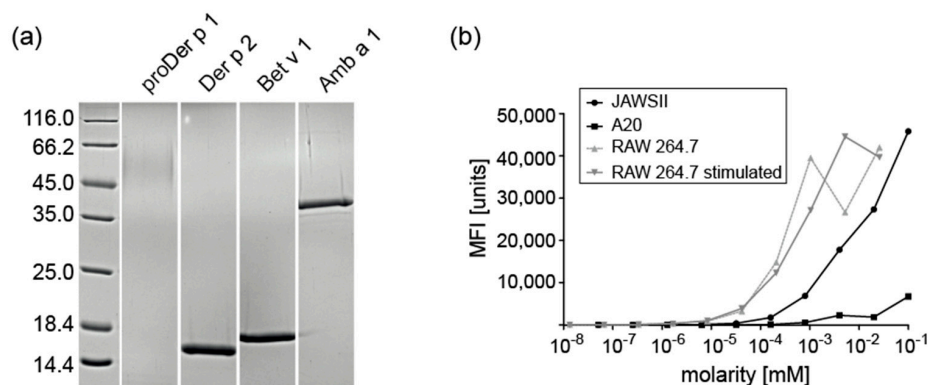 (a)
proDer p 1
Der p 2
Bet v 1
Amb a 1
116.0
66.2
45.0
35.0
25.0
18.4
14.4
(b)
JAWSII
A20
RAW 264.7
RAW 264.7 stimulated
50,000
40,000
30,000
20,000
10,000
MFI [units]
10⁻⁸ 10⁻⁷ 10⁻⁶ 10⁻⁵ 10⁻⁴ 10⁻³ 10⁻² 10⁻¹
molarity [mM]